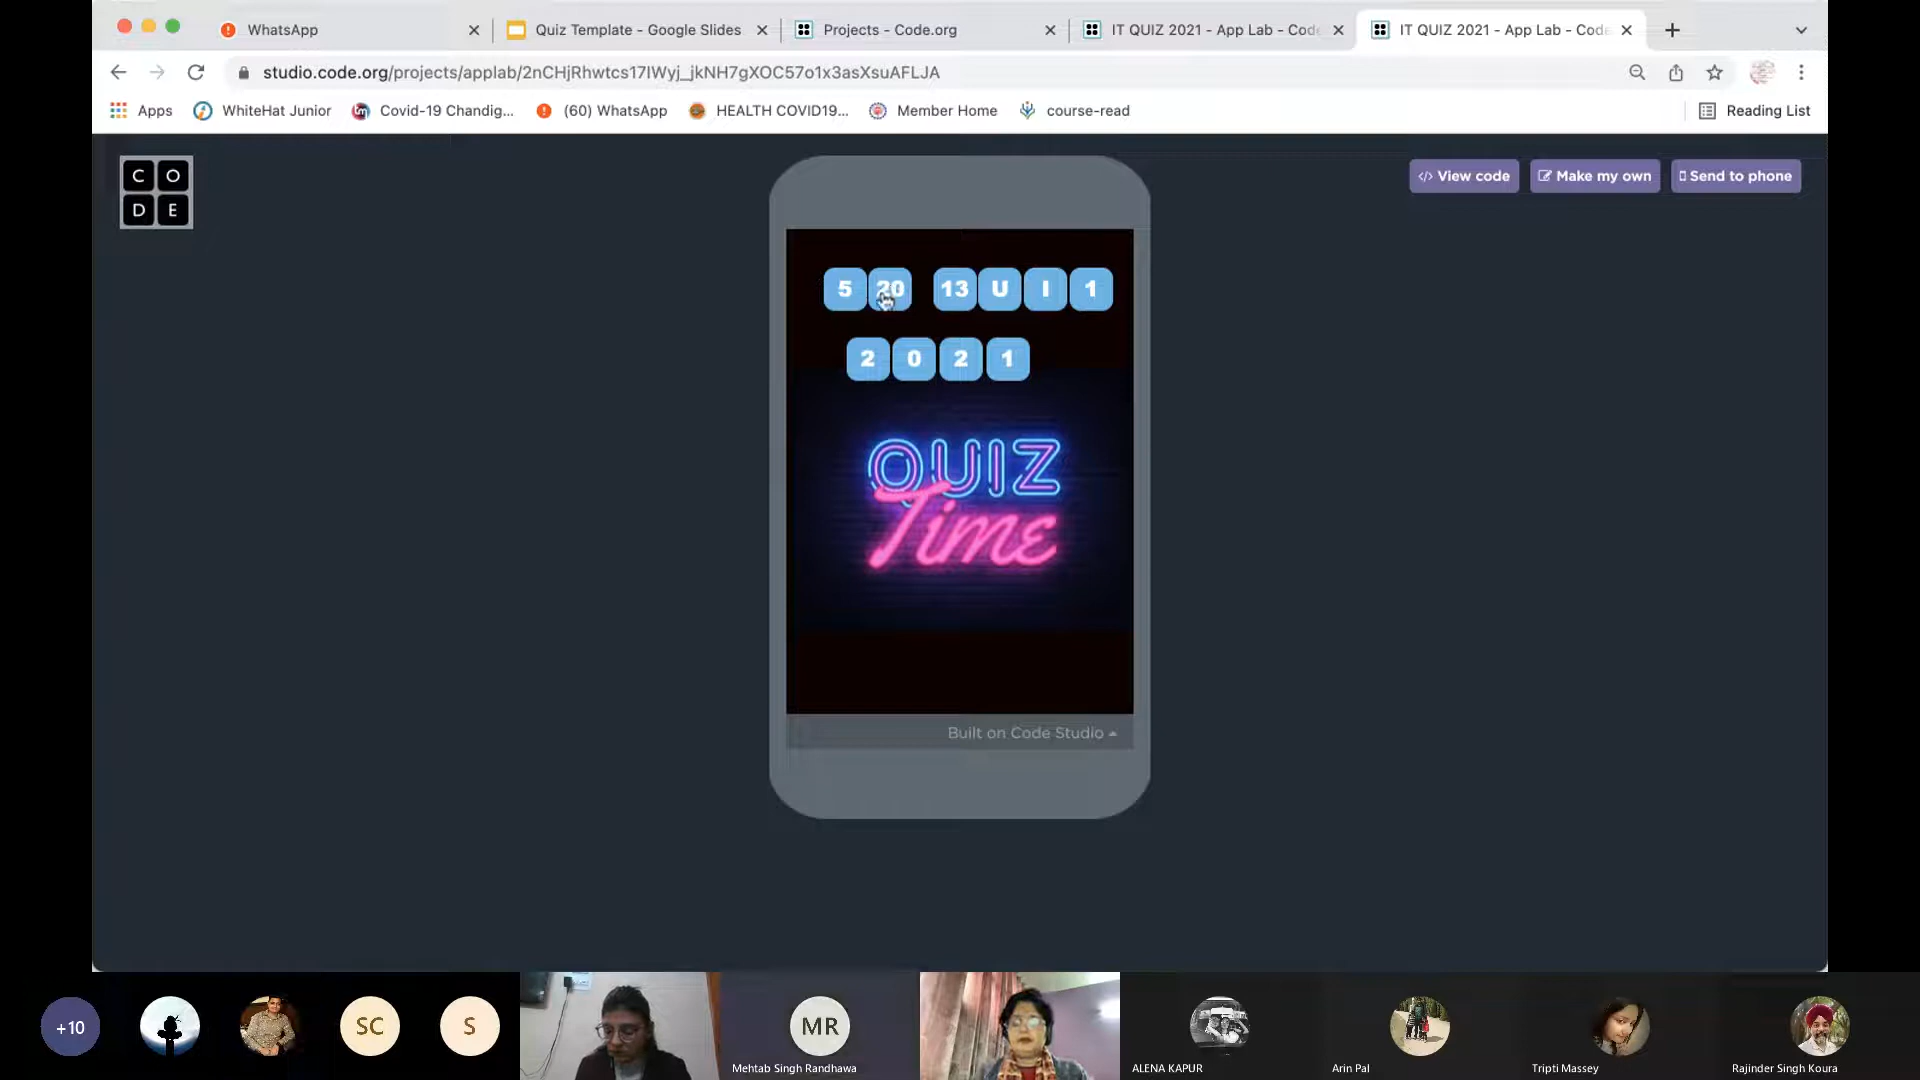 WhatsApp
Quiz Template - Google Slides
Projects - Code.org
IT QUIZ 2021 - App Lab - Code
IT QUIZ 2021 - App Lab - Code
studio.code.org/projects/applab/2nCHjRhwtcs17IWyj_jkNH7gXOC57o1x3asXsuAFLJA
Apps WhiteHat Junior Covid-19 Chandig... (60) WhatsApp HEALTH COVID19... Member Home course-read Reading List
C O
D E
View code Make my own Send to phone
5 20 13 U I 1
2 0 2 1
QUIZ
Time
Built on Code Studio
+10 SC S MR
Mehtab Singh Randhawa ALENA KAPUR Arin Pal Tripti Massey Rajinder Singh Koura